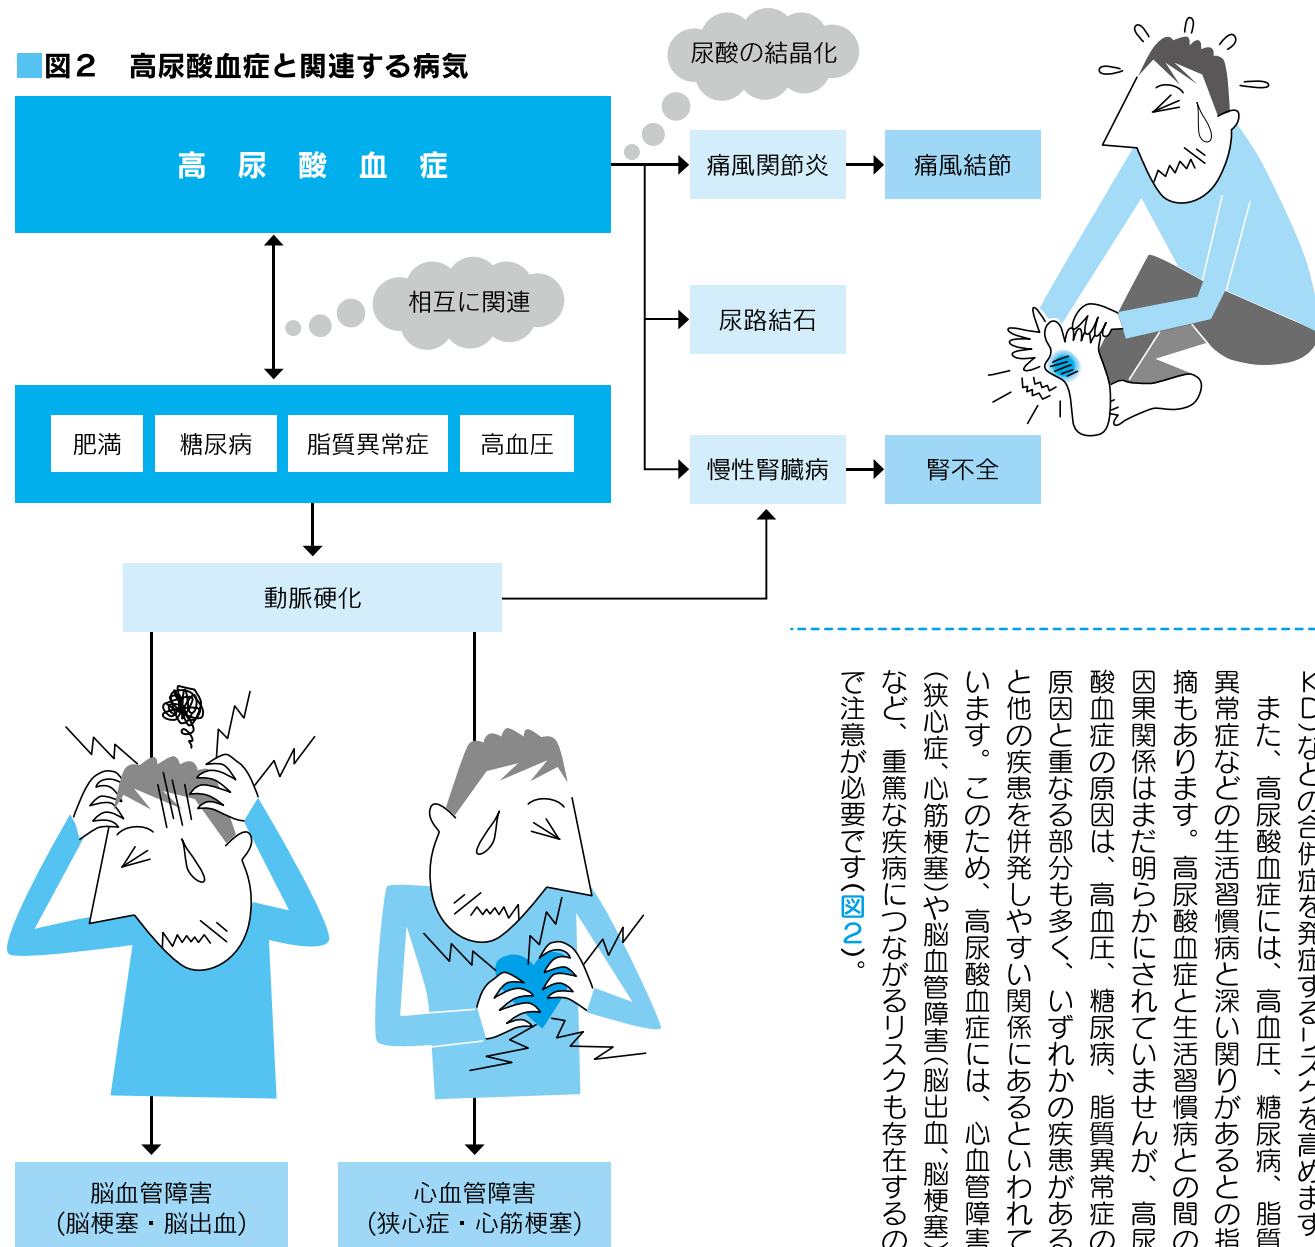 図2 高尿酸血症と関連する病気
高尿酸血症
尿酸の結晶化
痛風関節炎
痛風結節
相互に関連
尿路結石
肥満
糖尿病
脂質異常症
高血圧
慢性腎臓病
腎不全
動脈硬化
脳血管障害
(脳梗塞・脳出血)
心血管障害
(狭心症・心筋梗塞)
KD)などの合併症を発症するリスクを高めます
また、高尿酸血症には、高血圧、糖尿病、脂質
異常症などの生活習慣病と深い関りがあるとの指
摘もあります。高尿酸血症と生活習慣病との間の
因果関係はまだ明らかにされていませんが、高尿
酸血症の原因は、高血圧、糖尿病、脂質異常症の
原因と重なる部分も多く、いずれかの疾患がある
と他の疾患を併発しやすい関係にあるといわれて
います。このため、高尿酸血症には、心血管障害
(狭心症、心筋梗塞)や脳血管障害(脳出血、脳梗塞)
など、重篤な疾病につながるリスクも存在するの
で注意が必要です(図2)。